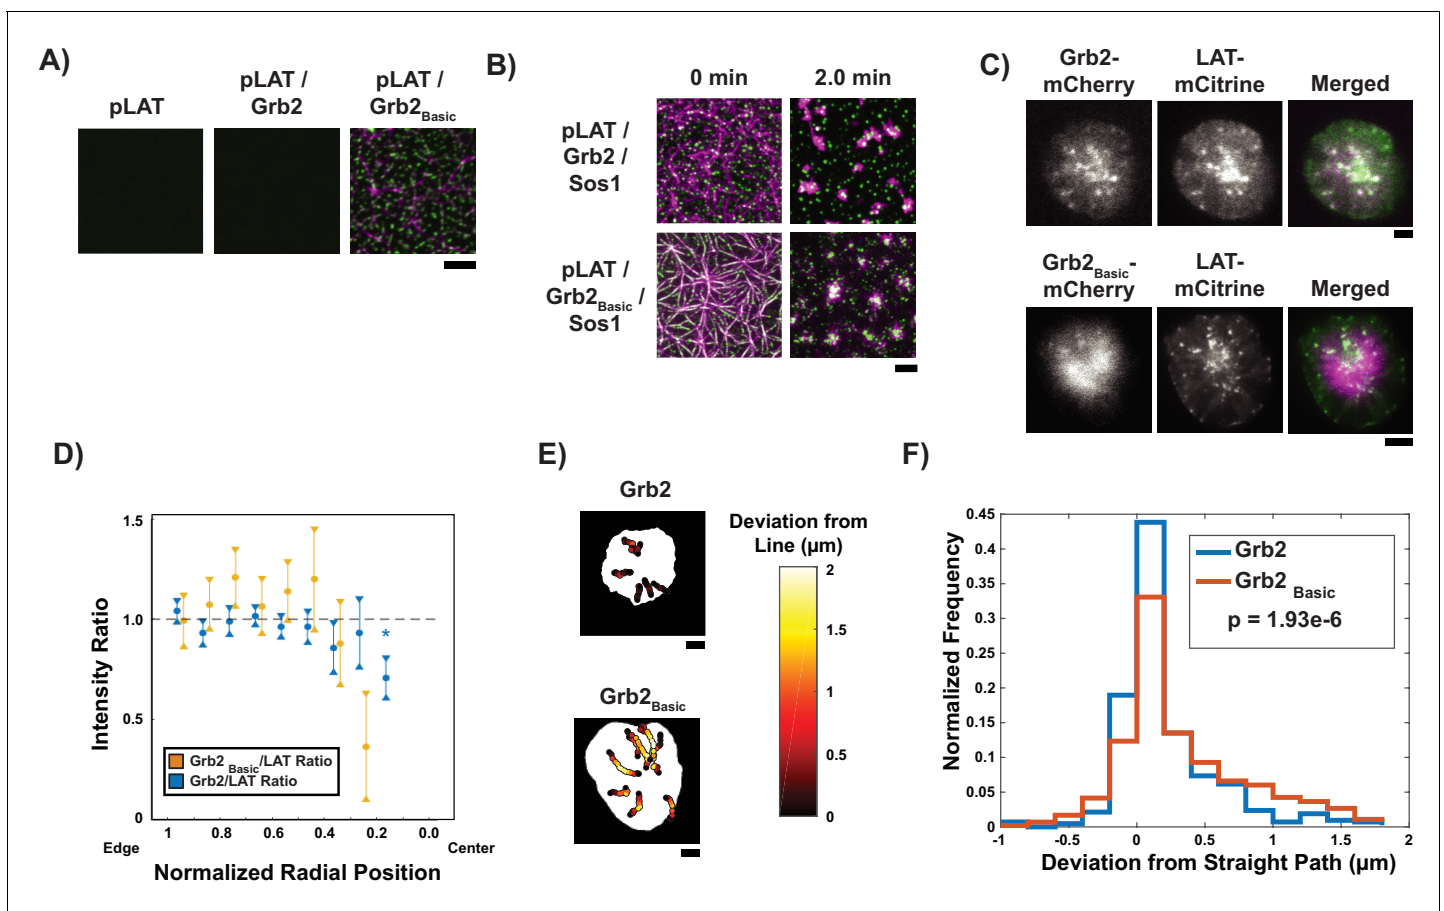 A)
pLAT
pLAT /
Grb2
pLAT /
Grb2Basic
B)
0 min
2.0 min
pLAT /
Grb2 /
Sos1
pLAT /
Grb2Basic /
Sos1
C)
Grb2-
mCherry
LAT-
mCitrine
Merged
Grb2Basic-
mCherry
LAT-
mCitrine
Merged
D)
Intensity Ratio
1.5
1.0
0.5
0
*
Grb2 Basic/LAT Ratio
Grb2/LAT Ratio
1 0.8 0.6 0.4 0.2 0.0
Edge
Center
Normalized Radial Position
E)
Grb2
Grb2Basic
Deviation from
Line (µm)
2
1.5
1
0.5
0
F)
Normalized Frequency
0.45
0.4
0.35
0.3
0.25
0.2
0.15
0.1
0.05
0
Grb2
Grb2 Basic
p = 1.93e-6
-1 -0.5 0 0.5 1 1.5 2
Deviation from Straight Path (µm)